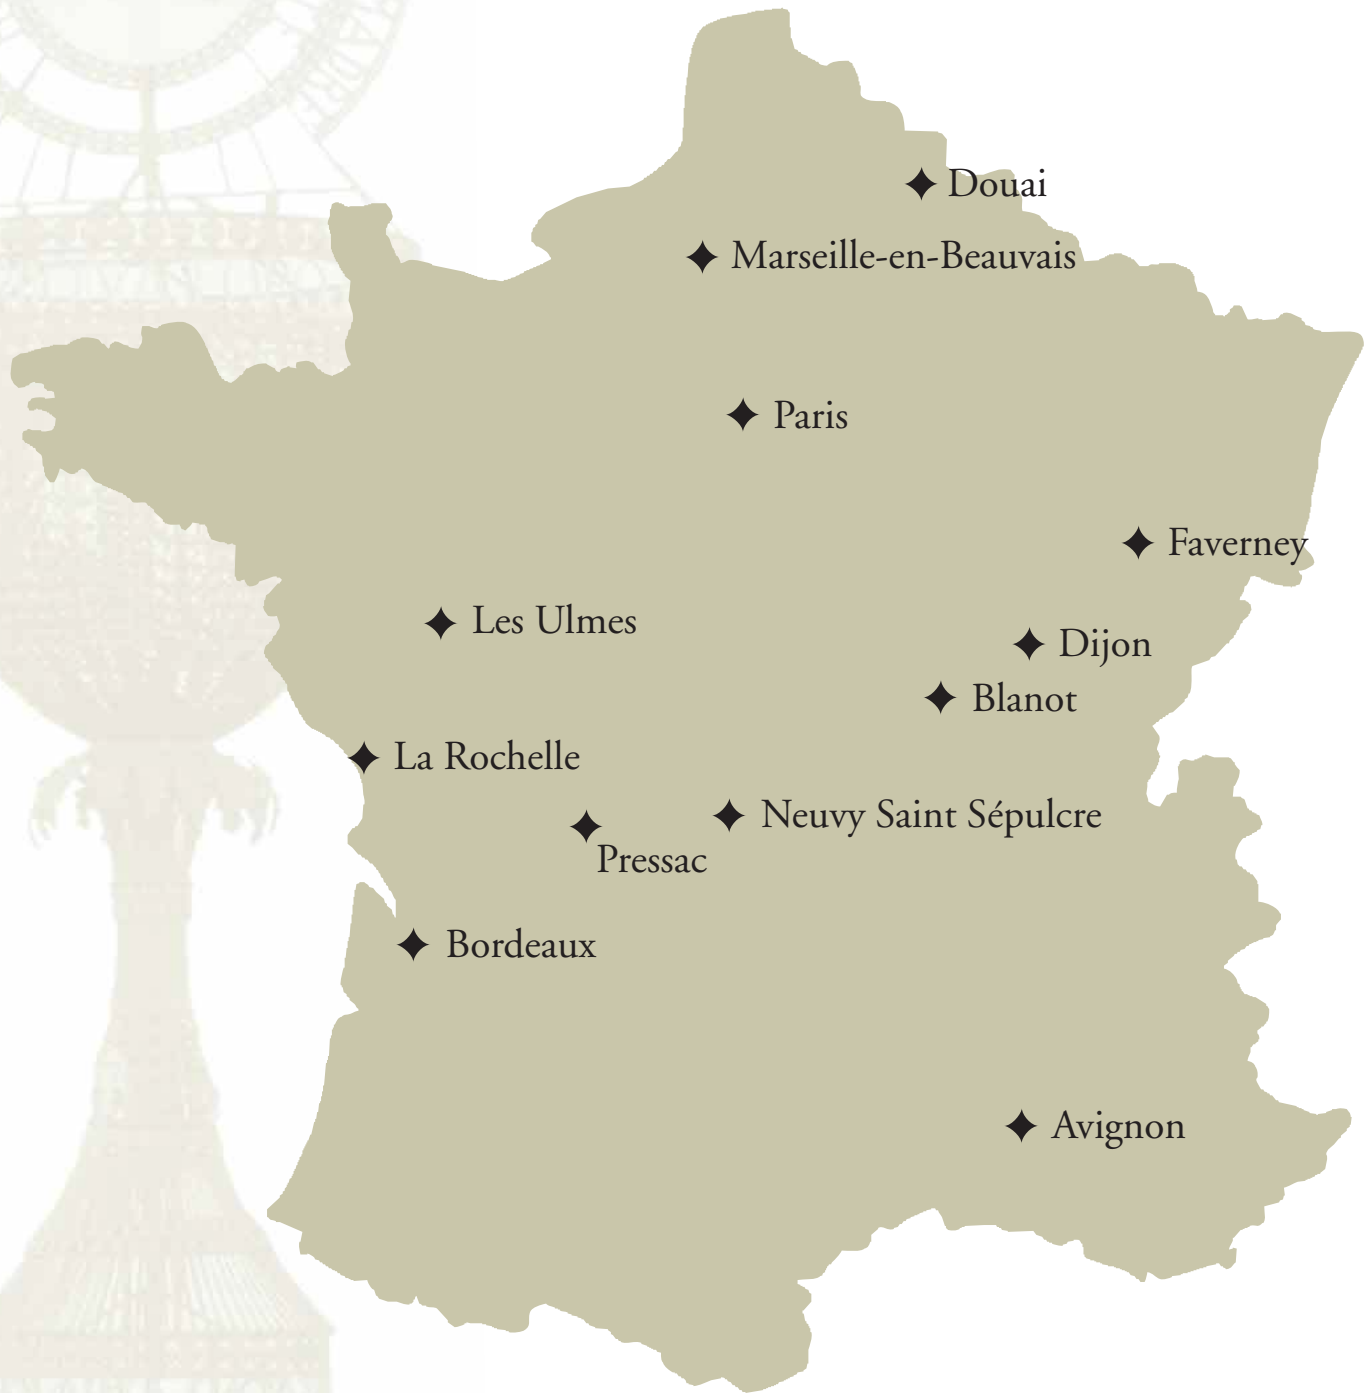 Douai
Marseille-en-Beauvais
Paris
Faverney
Les Ulmes
Dijon
Blanot
La Rochelle
Neuvy Saint Sépulcre
Pressac
Bordeaux
Avignon